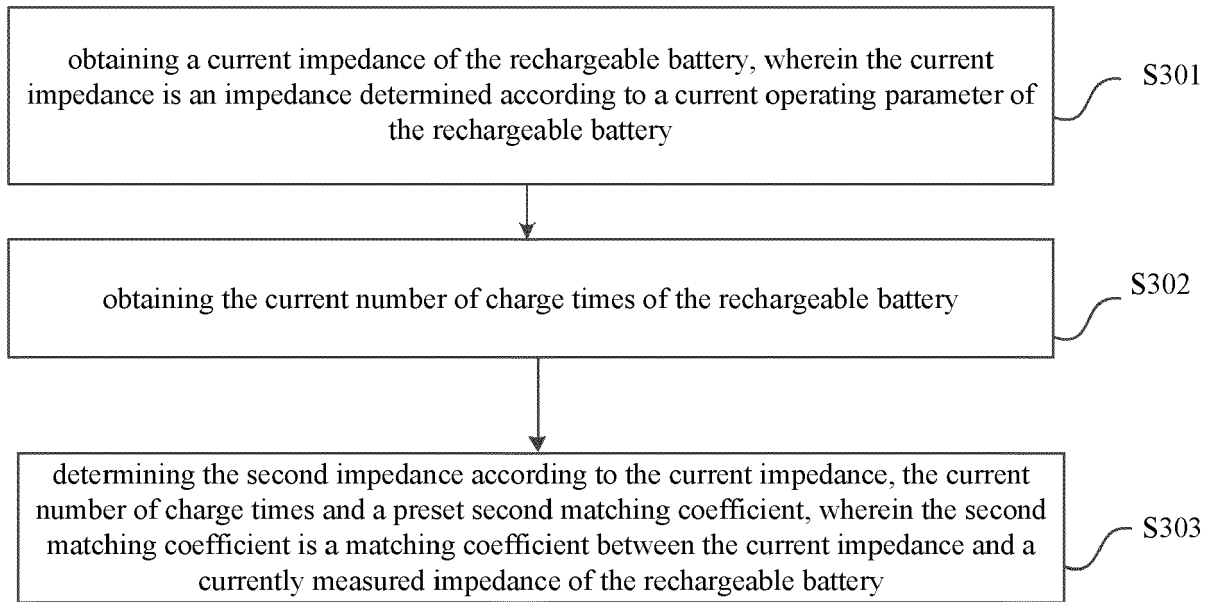 obtaining a current impedance of the rechargeable battery, wherein the current
impedance is an impedance determined according to a current operating parameter of
the rechargeable battery
S301
obtaining the current number of charge times of the rechargeable battery
S302
determining the second impedance according to the current impedance, the current
number of charge times and a preset second matching coefficient, wherein the second
matching coefficient is a matching coefficient between the current impedance and a
currently measured impedance of the rechargeable battery
S303